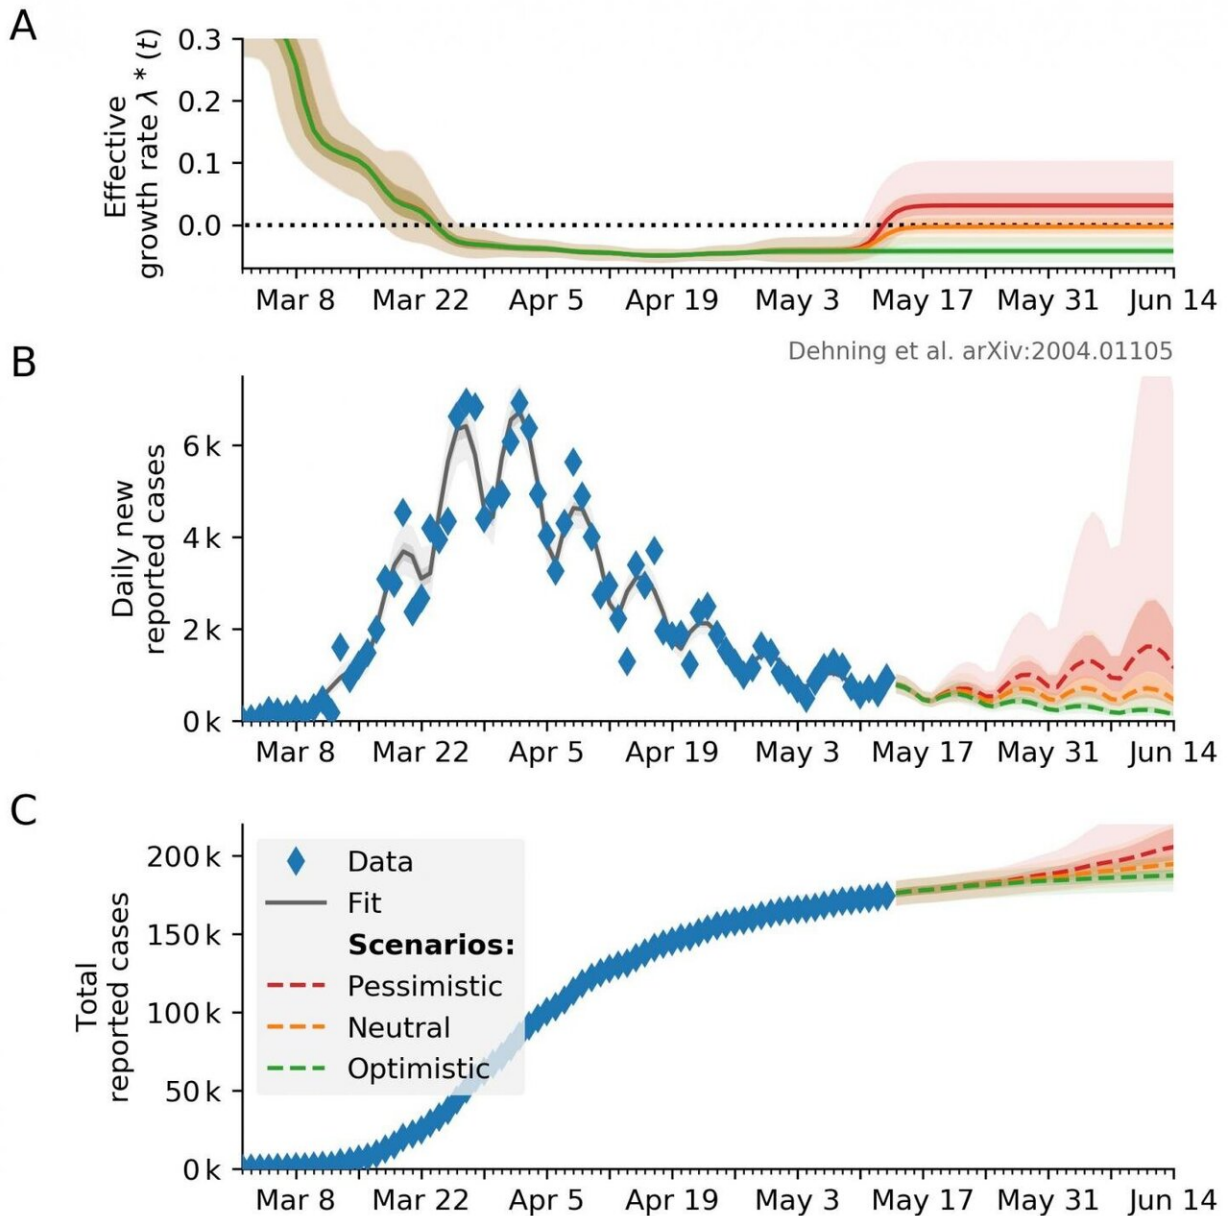 A
Effective
growth rate λ * (t)
0.3
0.2
0.1
0.0
Mar 8 Mar 22 Apr 5 Apr 19 May 3 May 17 May 31 Jun 14
Dehning et al. arXiv:2004.01105
B
Daily new
reported cases
6 k
4 k
2 k
0 k
Mar 8 Mar 22 Apr 5 Apr 19 May 3 May 17 May 31 Jun 14
C
Total
reported cases
200 k
150 k
100 k
50 k
0 k
Data
Fit
Scenarios:
Pessimistic
Neutral
Optimistic
Mar 8 Mar 22 Apr 5 Apr 19 May 3 May 17 May 31 Jun 14